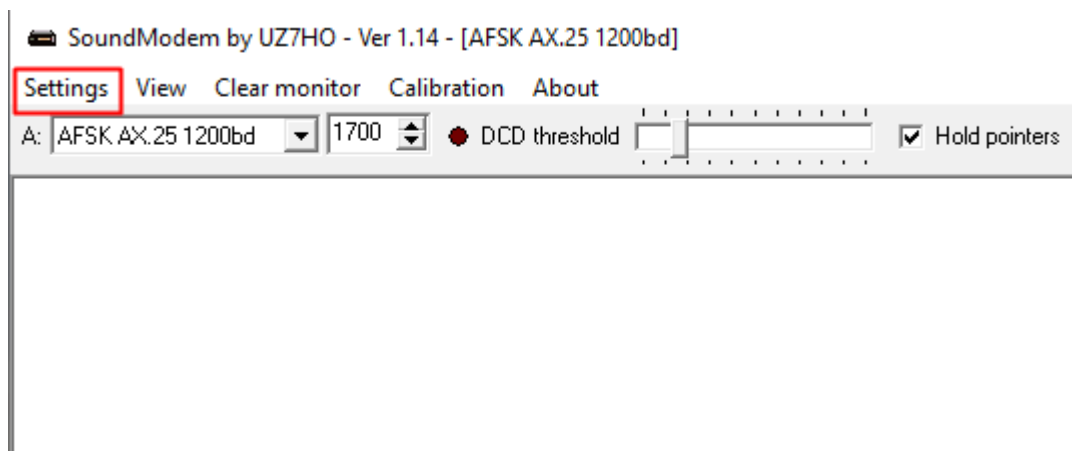 SoundModem by UZ7HO - Ver 1.14 - [AFSK AX.25 1200bd]
Settings View Clear monitor Calibration About
A: AFSK AX.25 1200bd 1700 DCD threshold Hold pointers